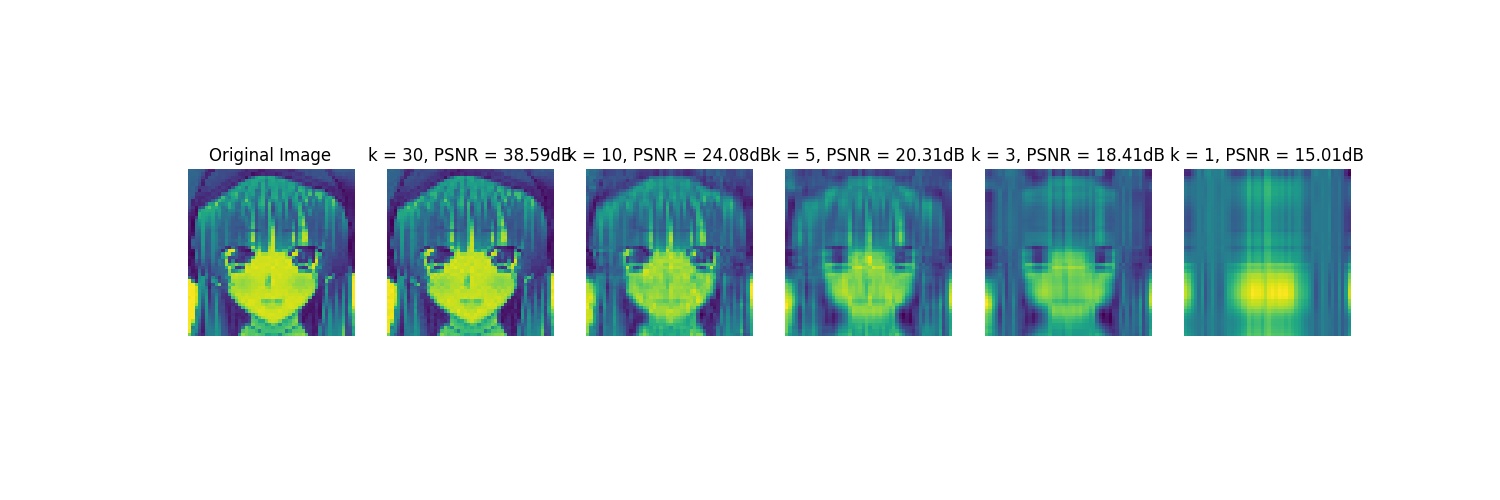 Original Image
k = 30, PSNR = 38.59dB
k = 10, PSNR = 24.08dB
k = 5, PSNR = 20.31dB
k = 3, PSNR = 18.41dB
k = 1, PSNR = 15.01dB